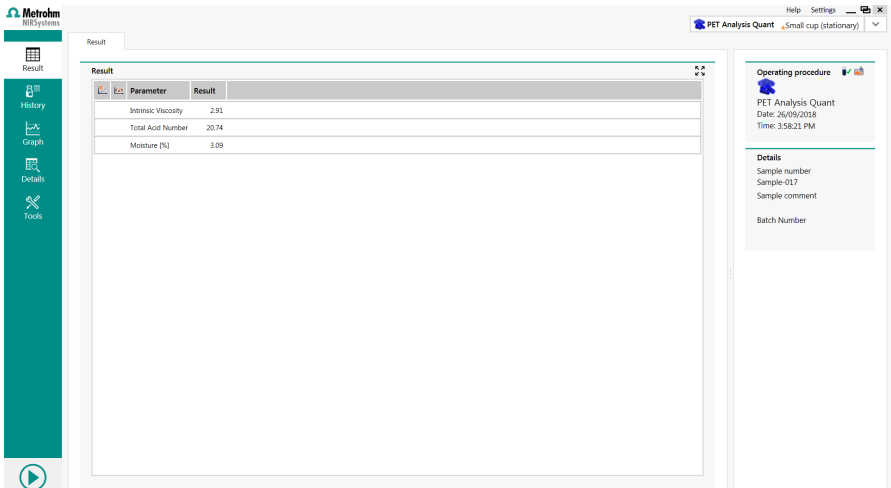 Metrohm
NIRSystems
Help Settings
PET Analysis Quant Small cup (stationary)
Result
Result
Result
Parameter Result
Intrinsic Viscosity 2.91
Total Acid Number 20.74
Moisture [%] 3.09
History
Graph
Details
Tools
Operating procedure
PET Analysis Quant
Date: 26/09/2018
Time: 3:58:21 PM
Details
Sample number
Sample-017
Sample comment
Batch Number